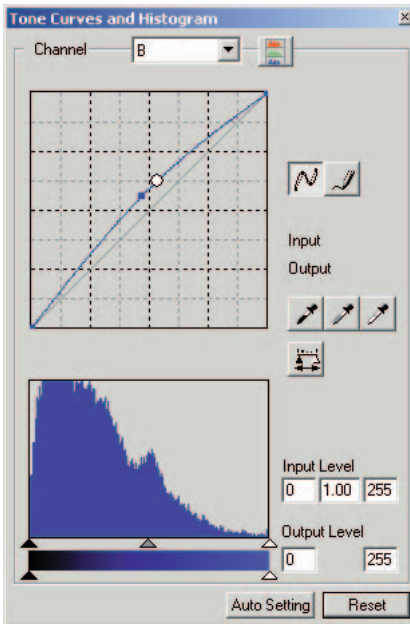 Tone Curves and Histogram
Channel B
Input
Output
Input Level
0 1.00 255
Output Level
0 255
Auto Setting Reset